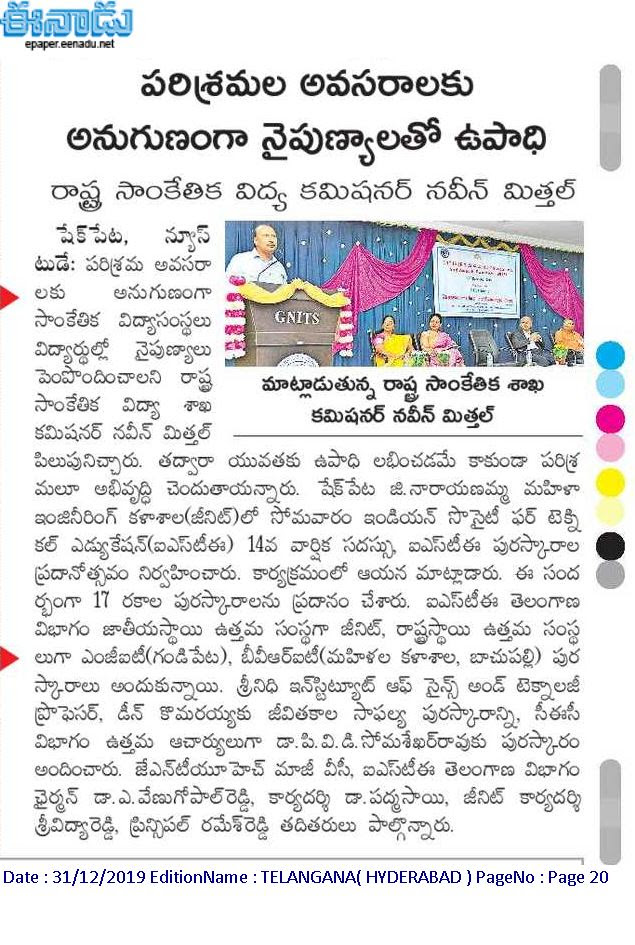 ఈనాడు
epaper.eenadu.net
పరిశ్రమల అవసరాలకు
అనుగుణంగా నైపుణ్యాలతో ఉపాధి
రాష్ట్ర సాంకేతిక విద్య కమిషనర్ నవీన్ మిత్తల్
షేక్‌పేట, న్యూస్
టుడే: పరిశ్రమ అవసరా
లకు అనుగుణంగా
సాంకేతిక విద్యాసంస్థలు
విద్యార్థుల్లో నైపుణ్యాలు
పెంపొందించాలని రాష్ట్ర
సాంకేతిక విద్యా శాఖ
కమిషనర్ నవీన్ మిత్తల్
GNITS
మాట్లాడుతున్న రాష్ట్ర సాంకేతిక శాఖ
కమిషనర్ నవీన్ మిత్తల్
పిలుపునిచ్చారు. తద్వారా యువతకు ఉపాధి లభించడమే కాకుండా పరిశ్ర
మలూ అభివృద్ధి చెందుతాయన్నారు. షేక్‌పేట జి.నారాయణమ్మ మహిళా
ఇంజినీరింగ్ కళాశాల(జీనిట్)లో సోమవారం ఇండియన్ సొసైటీ ఫర్ టెక్ని
కల్ ఎడ్యుకేషన్(ఐఎస్‌టీఈ) 14వ వార్షిక సదస్సు, ఐఎస్‌టీఈ పురస్కారాల
ప్రదానోత్సవం నిర్వహించారు. కార్యక్రమంలో ఆయన మాట్లాడారు. ఈ సంద
ర్భంగా 17 రకాల పురస్కారాలను ప్రదానం చేశారు. ఐఎస్‌టీఈ తెలంగాణ
విభాగం జాతీయస్థాయి ఉత్తమ సంస్థగా జీనిట్, రాష్ట్రస్థాయి ఉత్తమ సంస్థ
లుగా ఎంజీఐటీ(గండిపేట), బీవీఆర్ఐటీ(మహిళల కళాశాల, బాచుపల్లి) పుర
స్కారాలు అందుకున్నాయి. శ్రీనిధి ఇన్‌స్టిట్యూట్ ఆఫ్ సైన్స్ అండ్ టెక్నాలజీ
ప్రొఫెసర్, డీన్ కొమరయ్యకు జీవితకాల సాఫల్య పురస్కారాన్ని, సీఈసీ
విభాగం ఉత్తమ ఆచార్యులుగా డా.పి.వి.డి.సోమశేఖర్‌రావుకు పురస్కారం
అందించారు. జేఎన్‌టీయూహెచ్ మాజీ వీసీ, ఐఎస్‌టీఈ తెలంగాణ విభాగం
ఛైర్మన్ డా.ఎ.వేణుగోపాల్‌రెడ్డి, కార్యదర్శి డా.పద్మసాయి, జీనిట్ కార్యదర్శి
శ్రీవిద్యారెడ్డి, ప్రిన్సిపల్ రమేశ్‌రెడ్డి తదితరులు పాల్గొన్నారు.
Date : 31/12/2019 EditionName : TELANGANA( HYDERABAD ) PageNo : Page 20